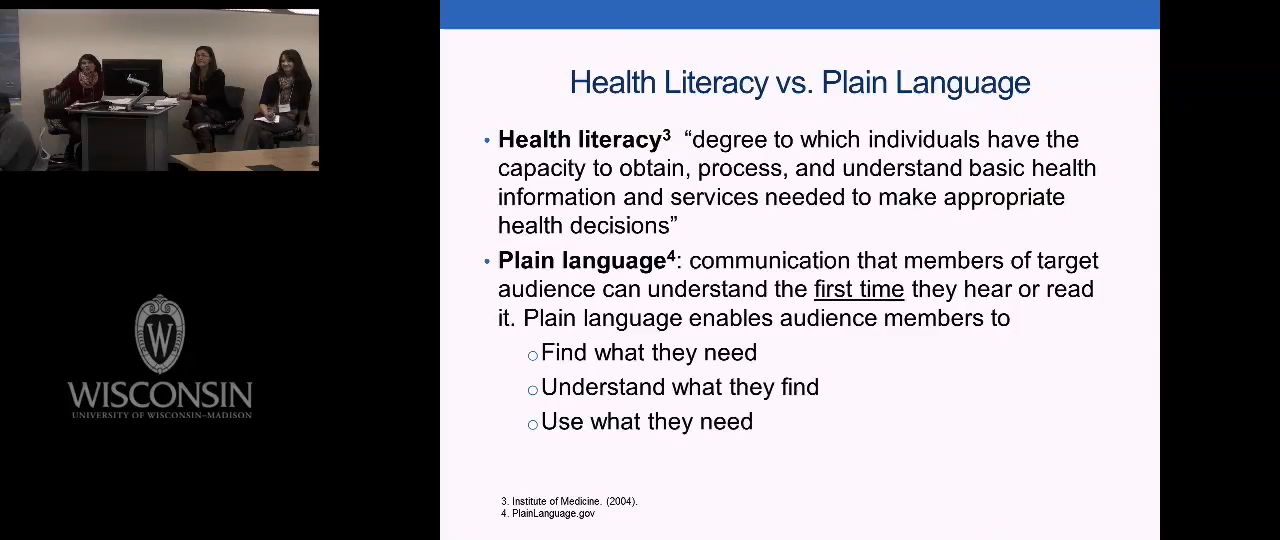 Health Literacy vs. Plain Language
• Health literacy3 “degree to which individuals have the
capacity to obtain, process, and understand basic health
information and services needed to make appropriate
health decisions”
• Plain language4: communication that members of target
audience can understand the first time they hear or read
it. Plain language enables audience members to
○Find what they need
○Understand what they find
○Use what they need
3. Institute of Medicine. (2004).
4. PlainLanguage.gov
W
WISCONSIN
UNIVERSITY OF WISCONSIN–MADISON